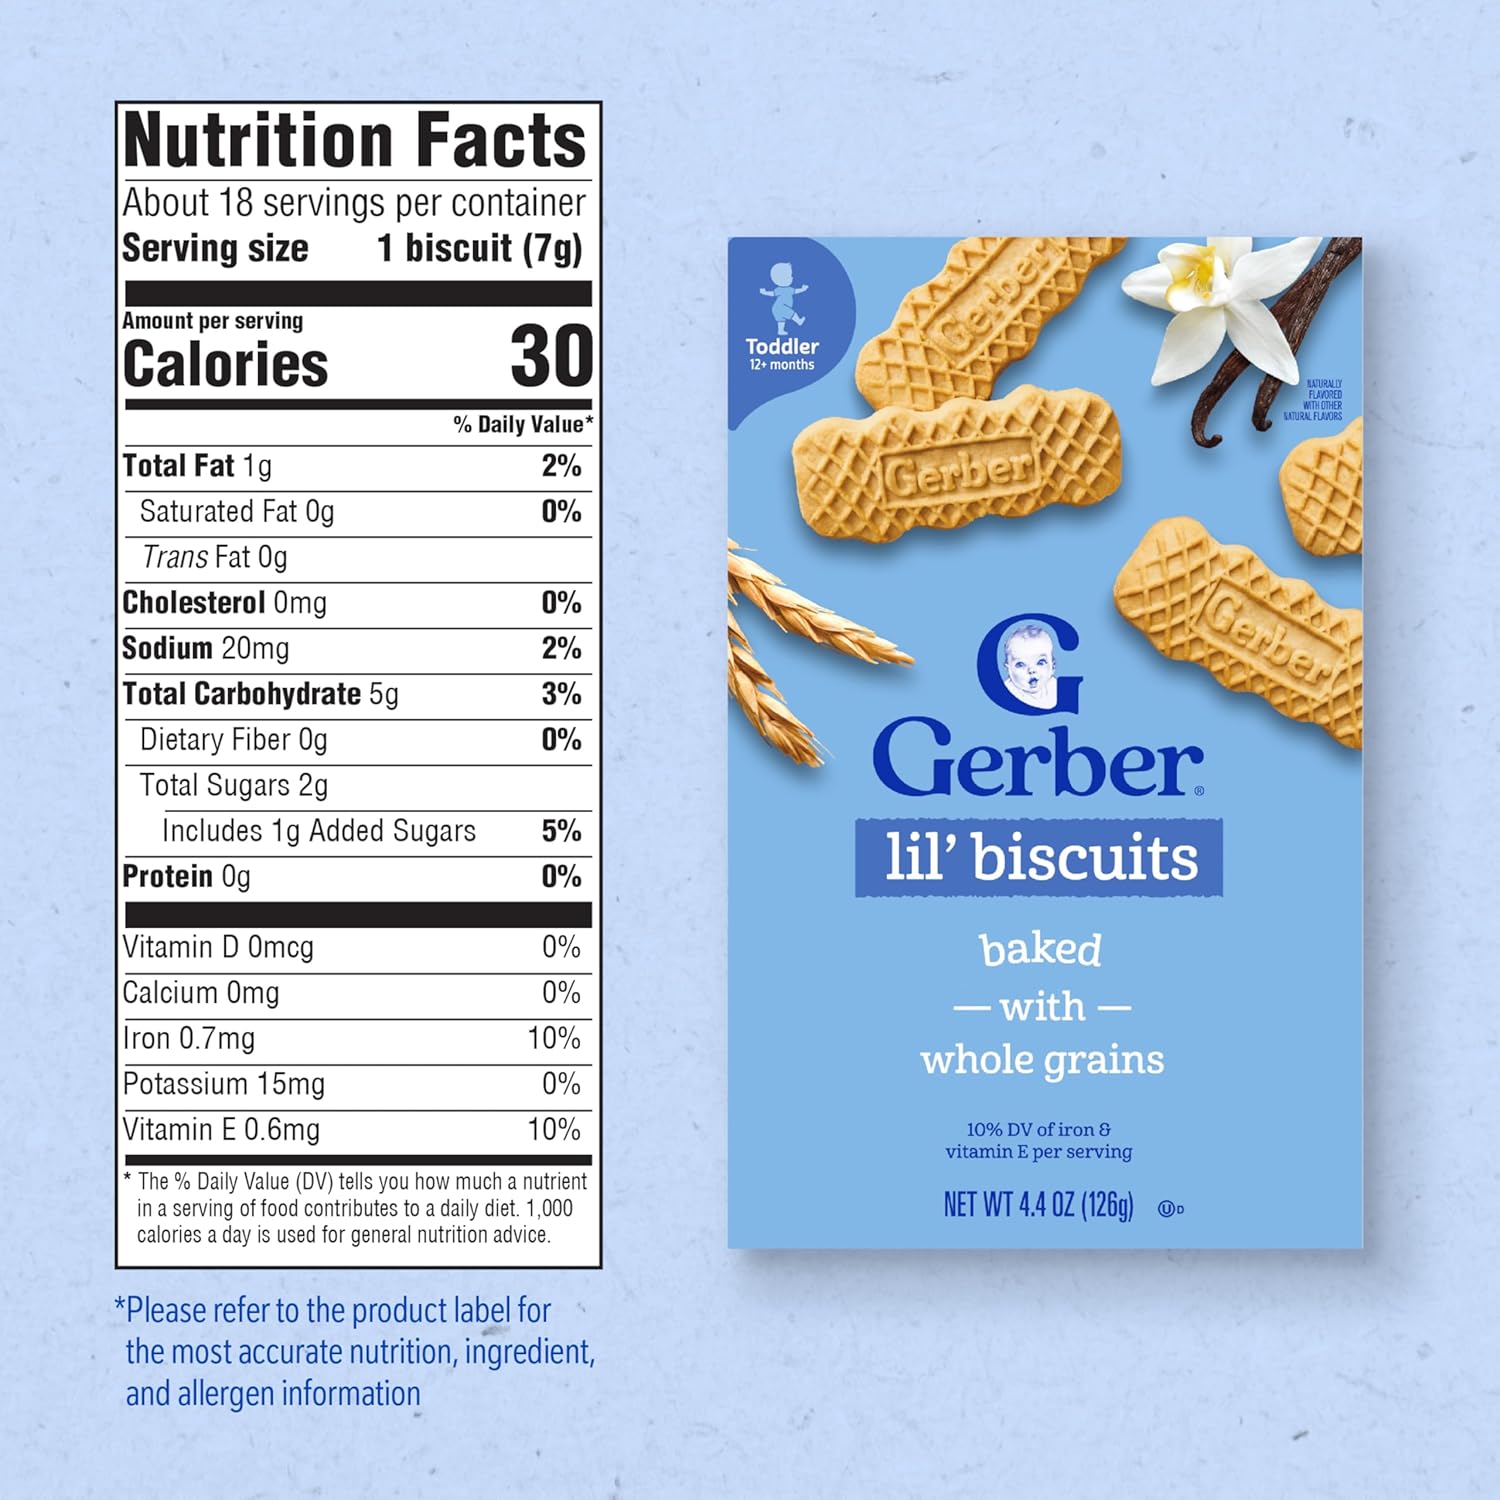 Nutrition Facts
About 18 servings per container
Serving size 1 biscuit (7g)
Amount per serving
Calories 30
% Daily Value*
Total Fat 1g 2%
Saturated Fat 0g 0%
Trans Fat 0g
Cholesterol 0mg 0%
Sodium 20mg 2%
Total Carbohydrate 5g 3%
Dietary Fiber 0g 0%
Total Sugars 2g
Includes 1g Added Sugars 5%
Protein 0g 0%
Vitamin D 0mcg 0%
Calcium 0mg 0%
Iron 0.7mg 10%
Potassium 15mg 0%
Vitamin E 0.6mg 10%
* The % Daily Value (DV) tells you how much a nutrient
in a serving of food contributes to a daily diet. 1,000
calories a day is used for general nutrition advice.
*Please refer to the product label for
the most accurate nutrition, ingredient,
and allergen information
Toddler
12+ months
Gerber
Gerber
Gerber
NATURALLY
FLAVORED
WITH OTHER
NATURAL FLAVORS
G
Gerber®
lil' biscuits
baked
— with —
whole grains
10% DV of iron &
vitamin E per serving
NET WT 4.4 OZ (126g) U D